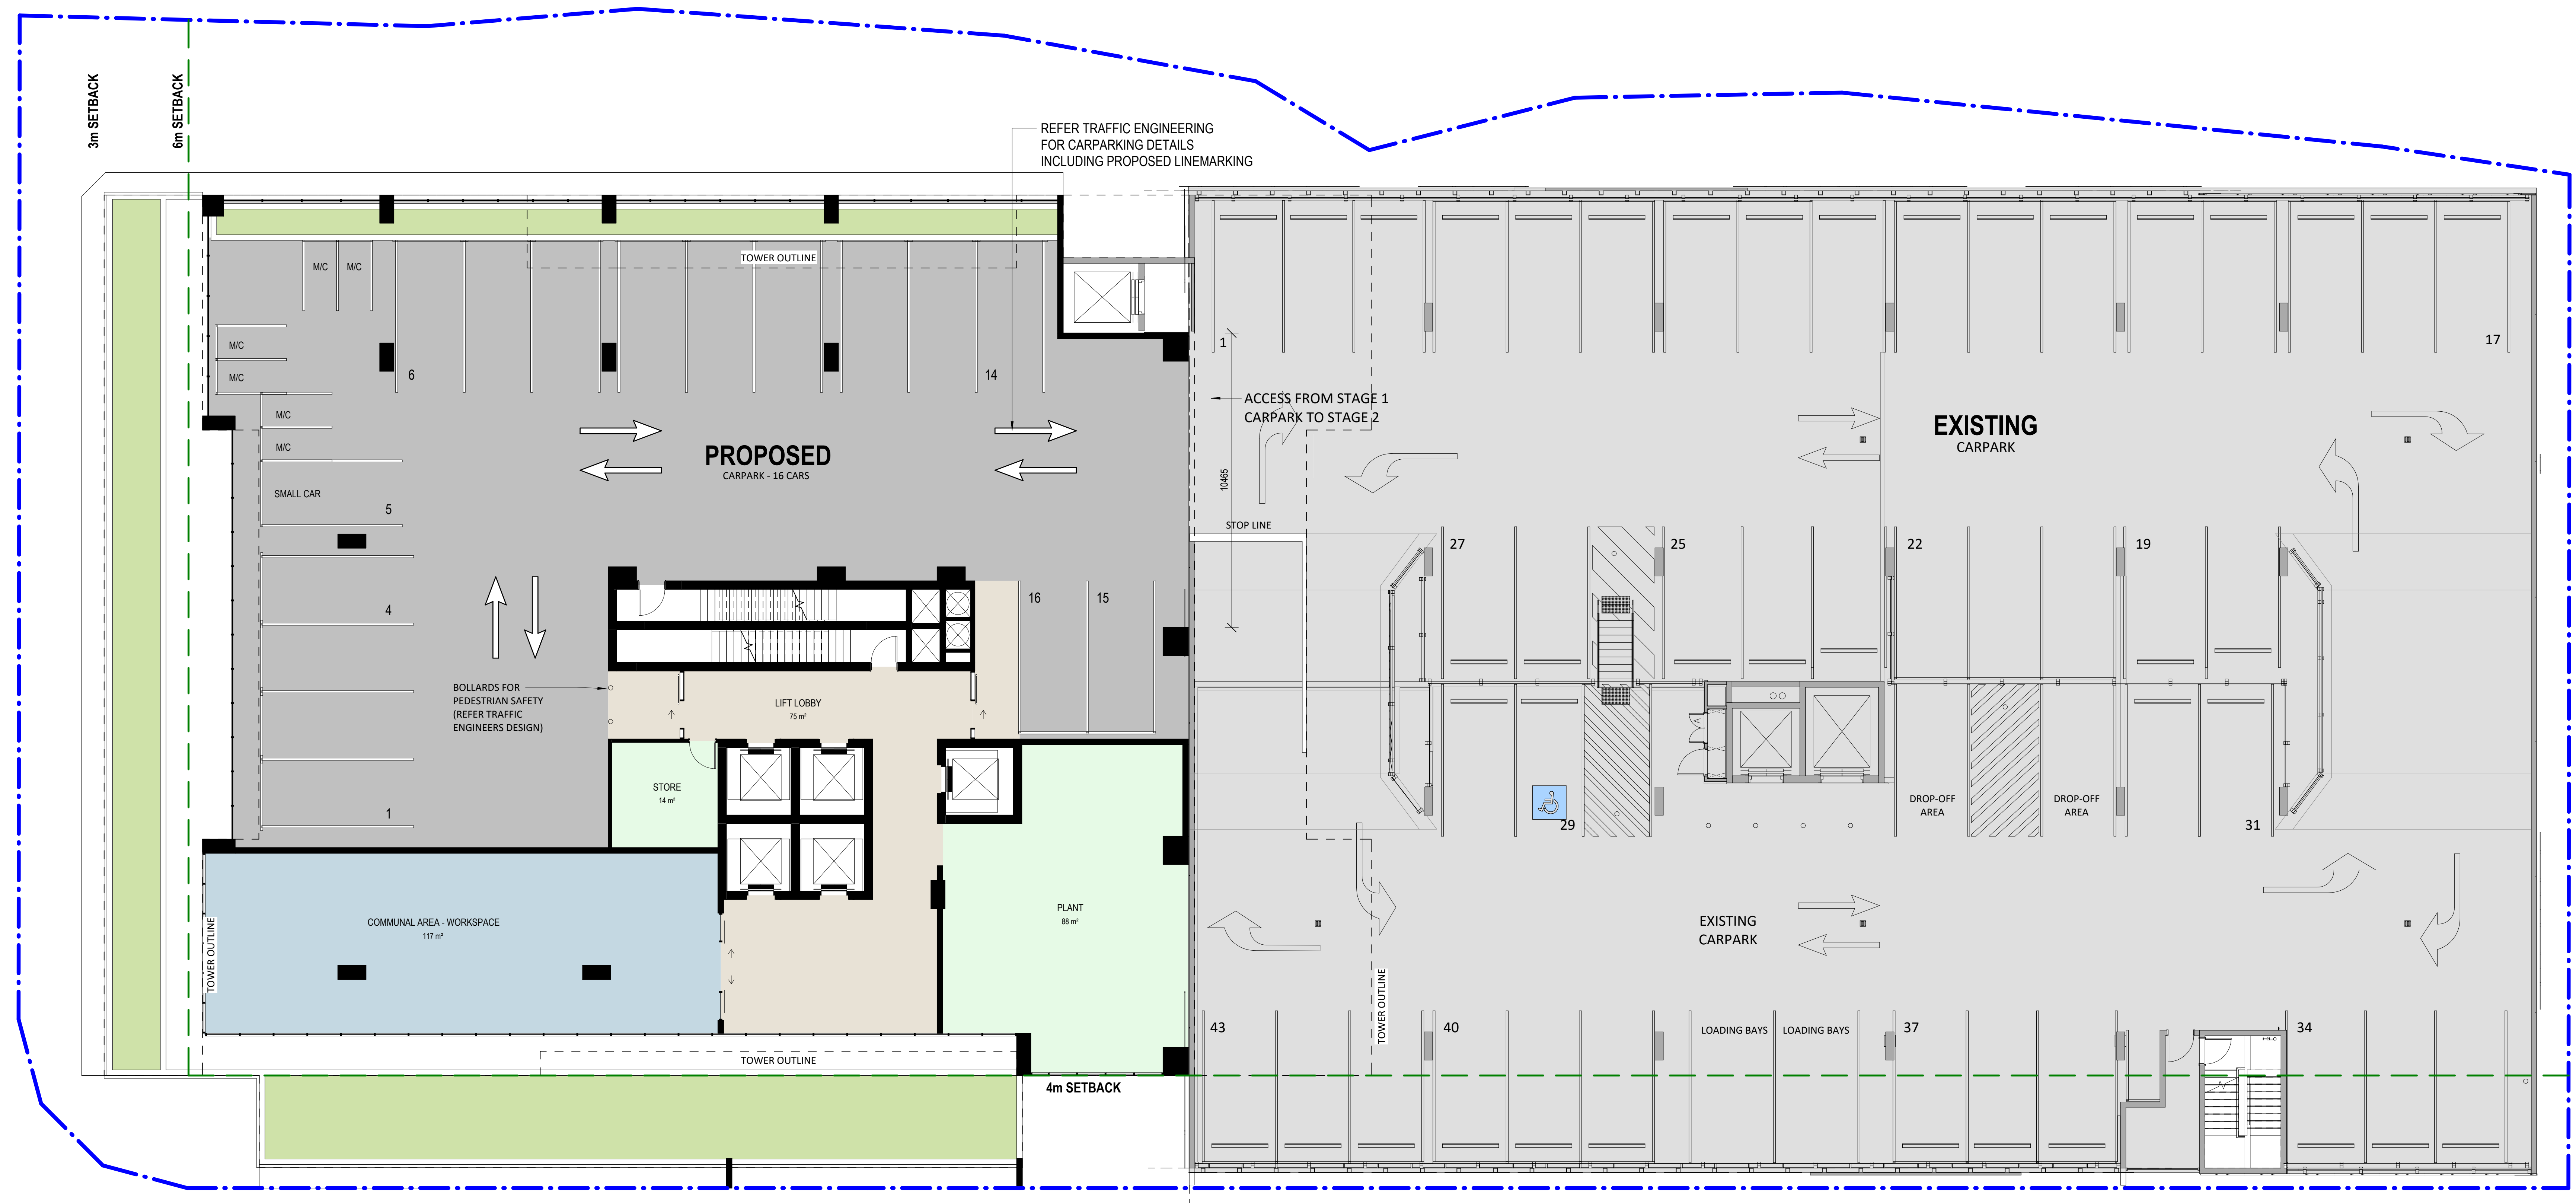 3m SETBACK
6m SETBACK
REFER TRAFFIC ENGINEERING
FOR CARPARKING DETAILS
INCLUDING PROPOSED LINEMARKING
TOWER OUTLINE
M/C
M/C
M/C
M/C
M/C
M/C
6
14
1
17
ACCESS FROM STAGE 1
CARPARK TO STAGE 2
EXISTING
CARPARK
PROPOSED
CARPARK - 16 CARS
10465
SMALL CAR
5
STOP LINE
27
25
22
19
4
16
15
BOLLARDS FOR
PEDESTRIAN SAFETY
(REFER TRAFFIC
ENGINEERS DESIGN)
LIFT LOBBY
75 m²
A
STORE
14 m²
1
29
DROP-OFF
AREA
DROP-OFF
AREA
31
COMMUNAL AREA - WORKSPACE
117 m²
PLANT
88 m²
EXISTING
CARPARK
TOWER OUTLINE
TOWER OUTLINE
43
40
LOADING BAYS
LOADING BAYS
37
34
TOWER OUTLINE
4m SETBACK